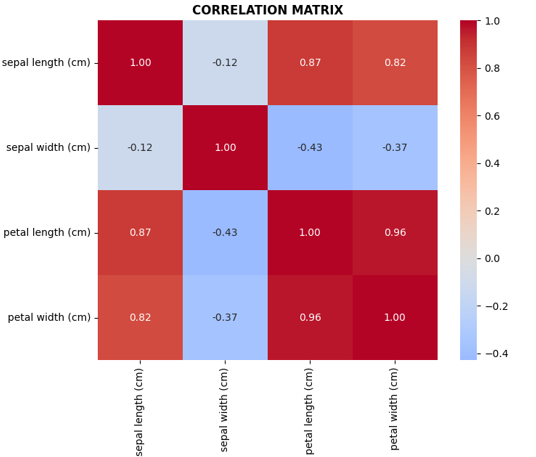 CORRELATION MATRIX
sepal length (cm) 1.00 -0.12 0.87 0.82
sepal width (cm) -0.12 1.00 -0.43 -0.37
petal length (cm) 0.87 -0.43 1.00 0.96
petal width (cm) 0.82 -0.37 0.96 1.00
sepal length (cm)
sepal width (cm)
petal length (cm)
petal width (cm)
1.0
0.8
0.6
0.4
0.2
0.0
−0.2
−0.4